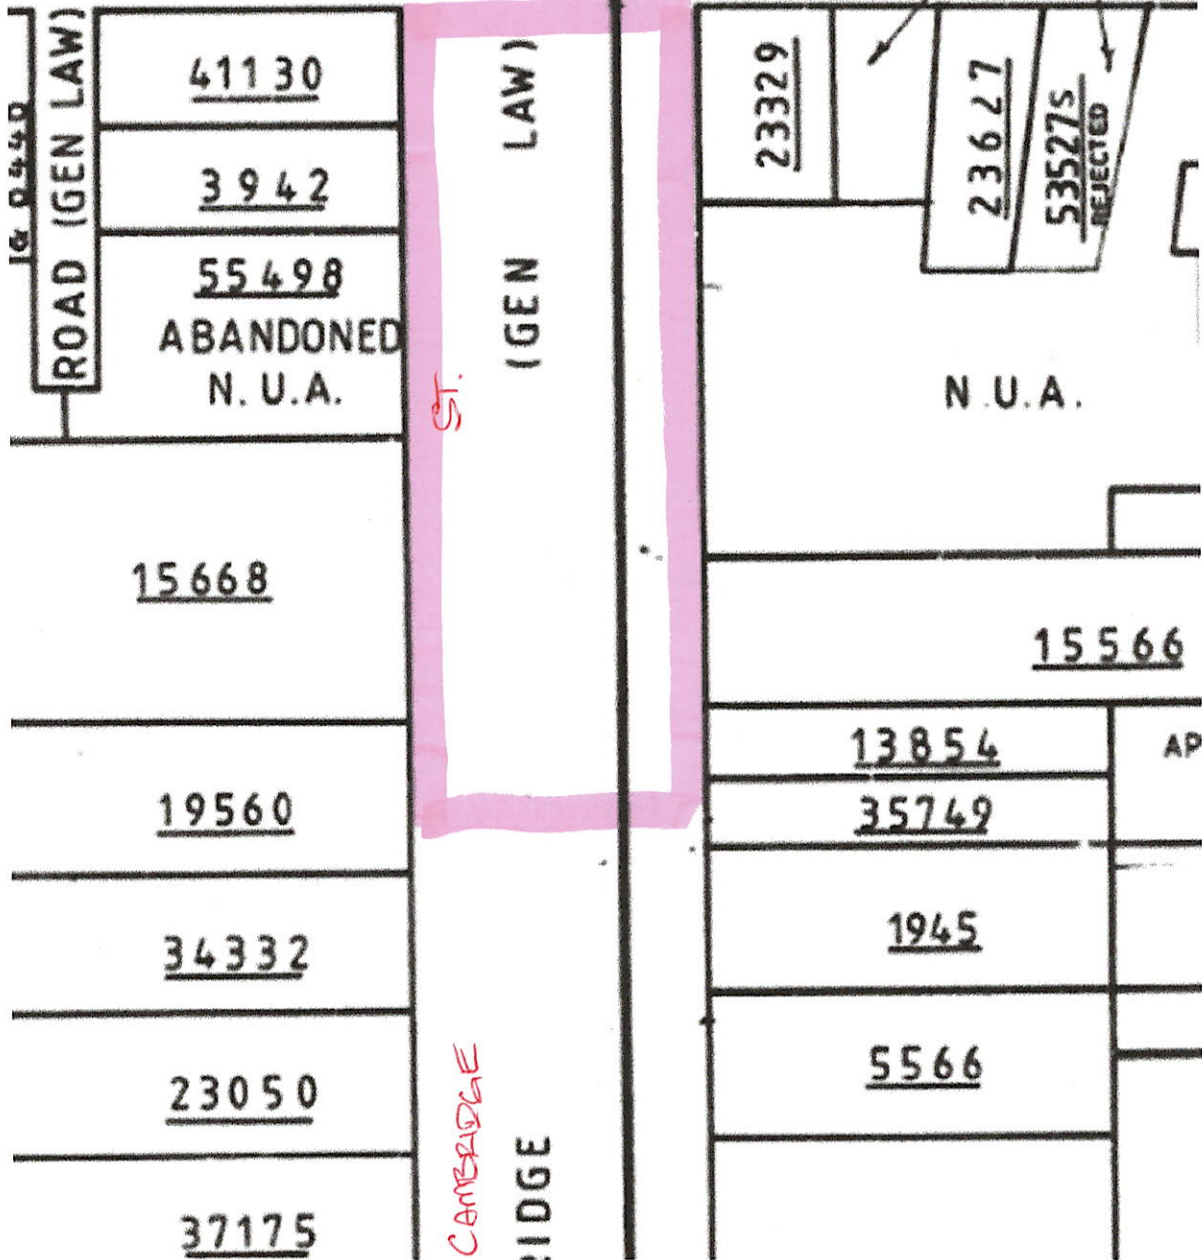 ROAD (GEN LAW)
41130
3942
55498
ABANDONED
N.U.A.
15668
19560
34332
23050
37175
(GEN LAW)
ST.
CAMBRIDGE
RIDGE
23329
23627
53527S
REJECTED
N.U.A.
15566
13854
AP
35749
1945
5566